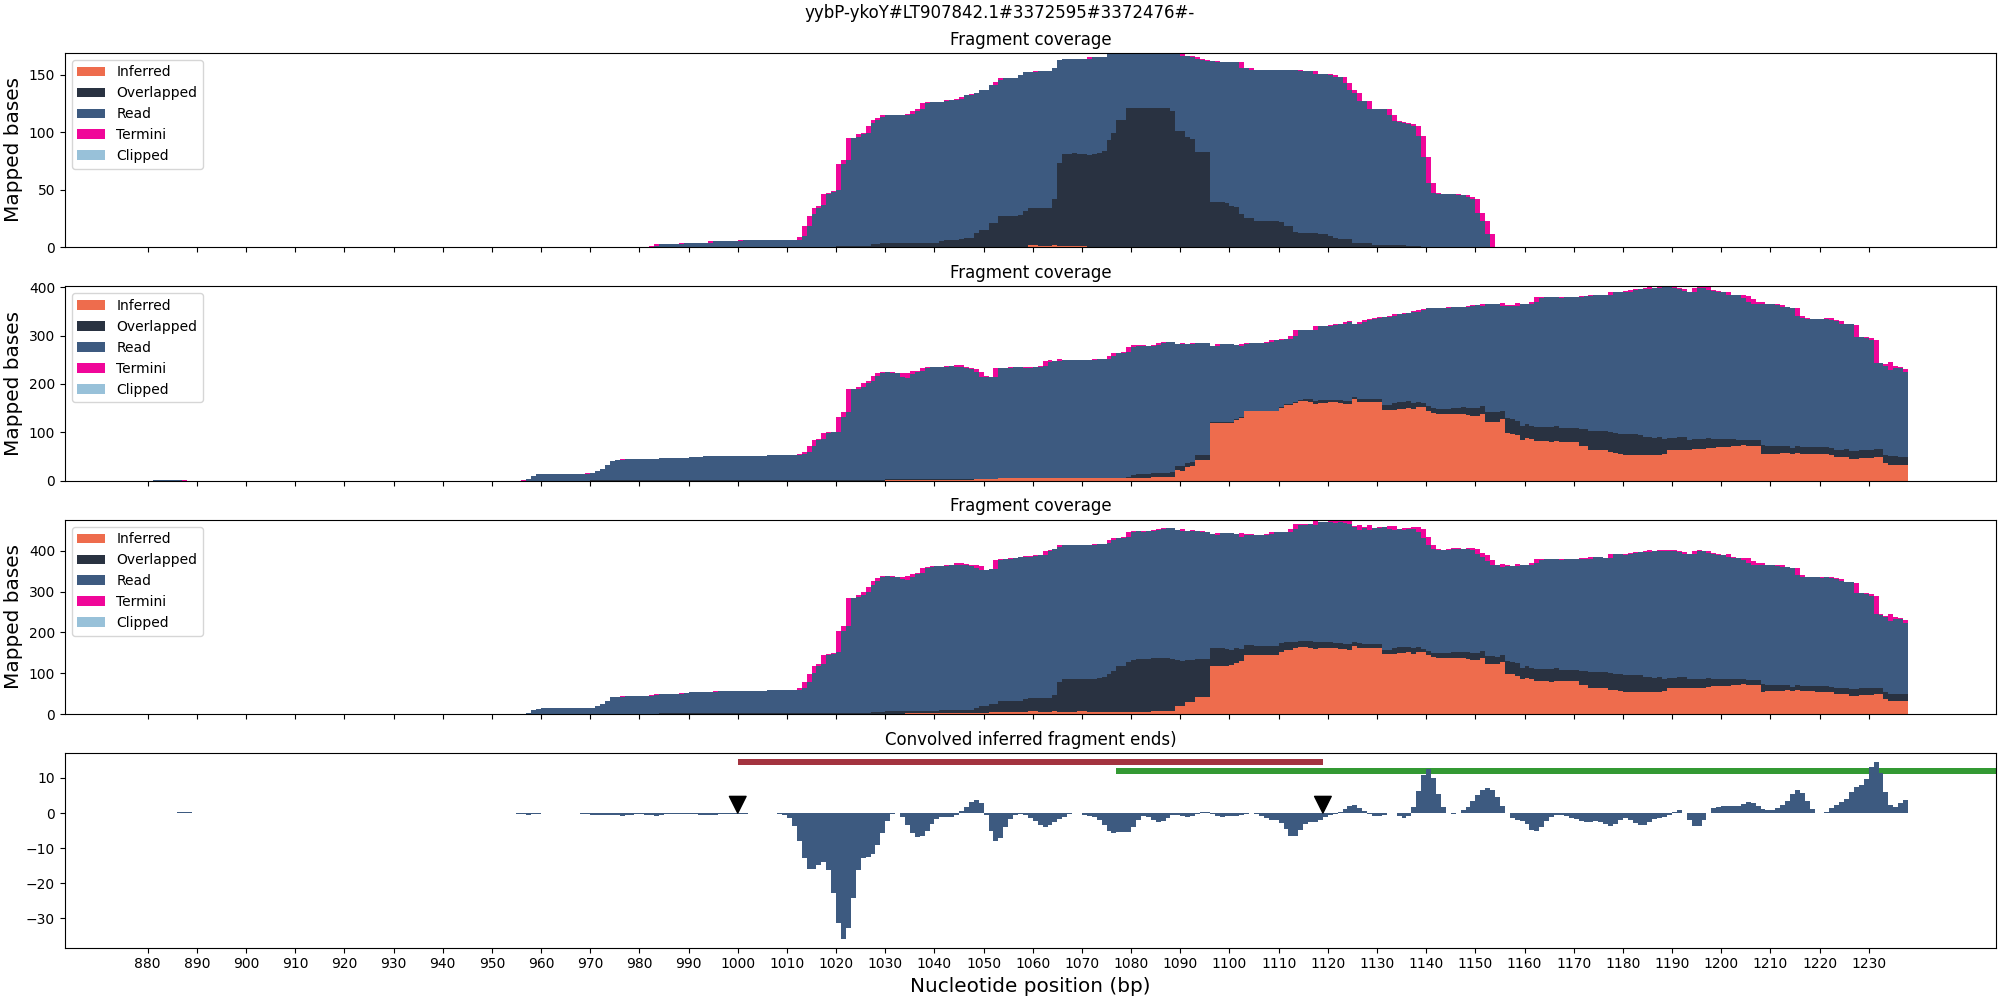 yybP-ykoY#LT907842.1#3372595#3372476#-
Fragment coverage
Mapped bases
150
100
50
0
Inferred
Overlapped
Read
Termini
Clipped
Fragment coverage
Mapped bases
400
300
200
100
0
Inferred
Overlapped
Read
Termini
Clipped
Fragment coverage
Mapped bases
400
300
200
100
0
Inferred
Overlapped
Read
Termini
Clipped
Convolved inferred fragment ends)
10
0
−10
−20
−30
880 890 900 910 920 930 940 950 960 970 980 990 1000 1010 1020 1030 1040 1050 1060 1070 1080 1090 1100 1110 1120 1130 1140 1150 1160 1170 1180 1190 1200 1210 1220 1230
Nucleotide position (bp)